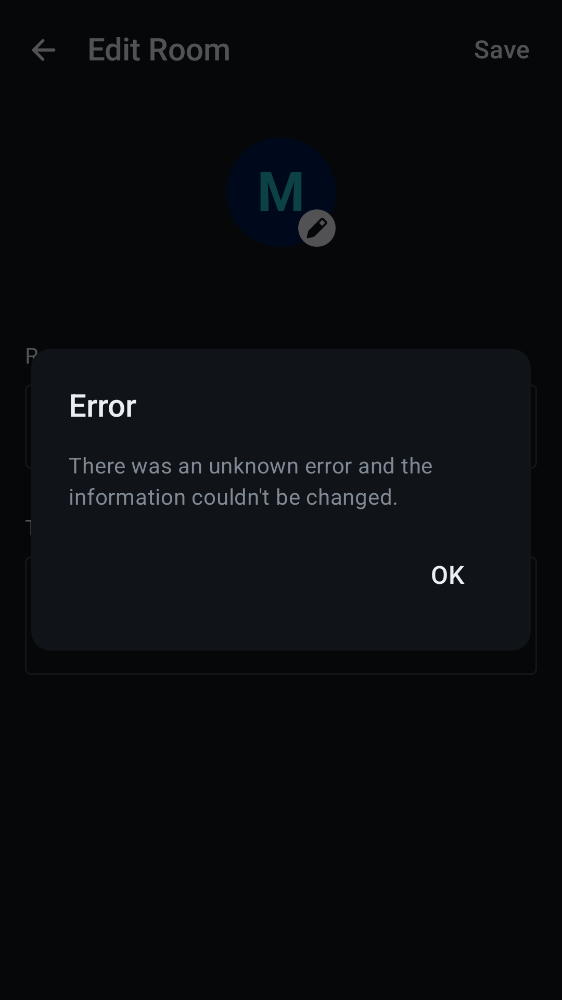 Edit Room
Save
M
R
Error
There was an unknown error and the
information couldn't be changed.
T
OK